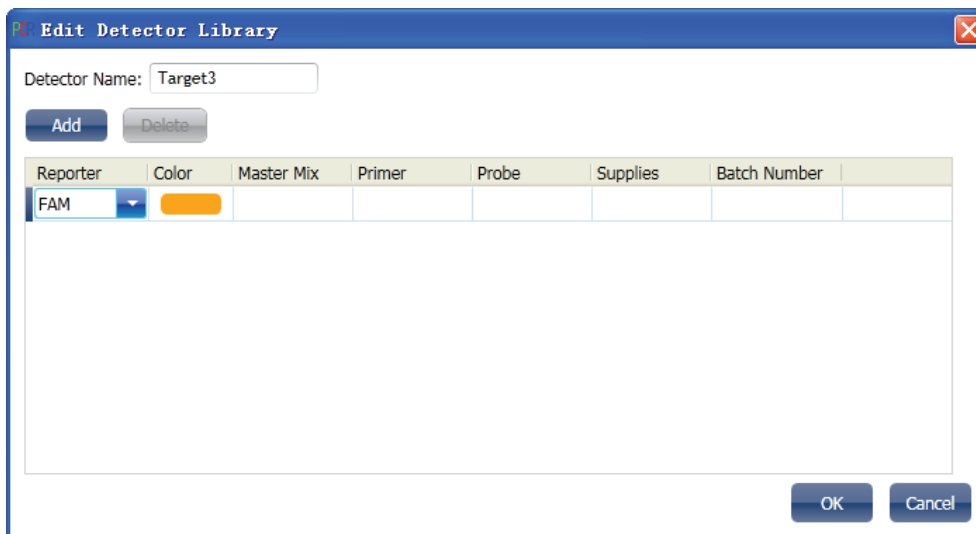 PCR Edit Detector Library
Detector Name: Target3
Add Delete
Reporter Color Master Mix Primer Probe Supplies Batch Number
FAM
OK Cancel